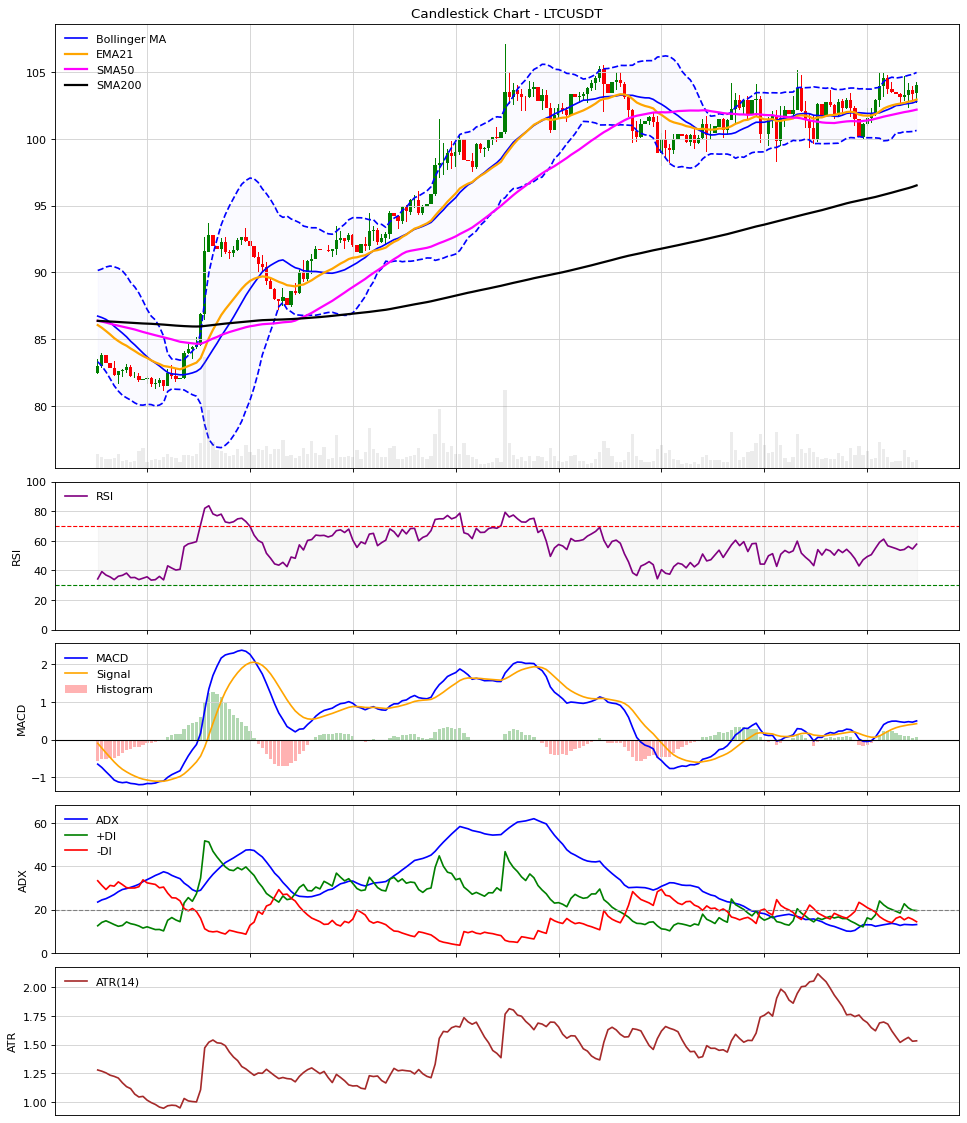 Candlestick Chart - LTCUSDT
Bollinger MA
EMA21
SMA50
SMA200
105
100
95
90
85
80
RSI
100
80
60
40
20
0
RSI
MACD
Signal
Histogram
2
1
0
−1
MACD
ADX
+DI
-DI
60
40
20
0
ADX
ATR(14)
2.00
1.75
1.50
1.25
1.00
ATR